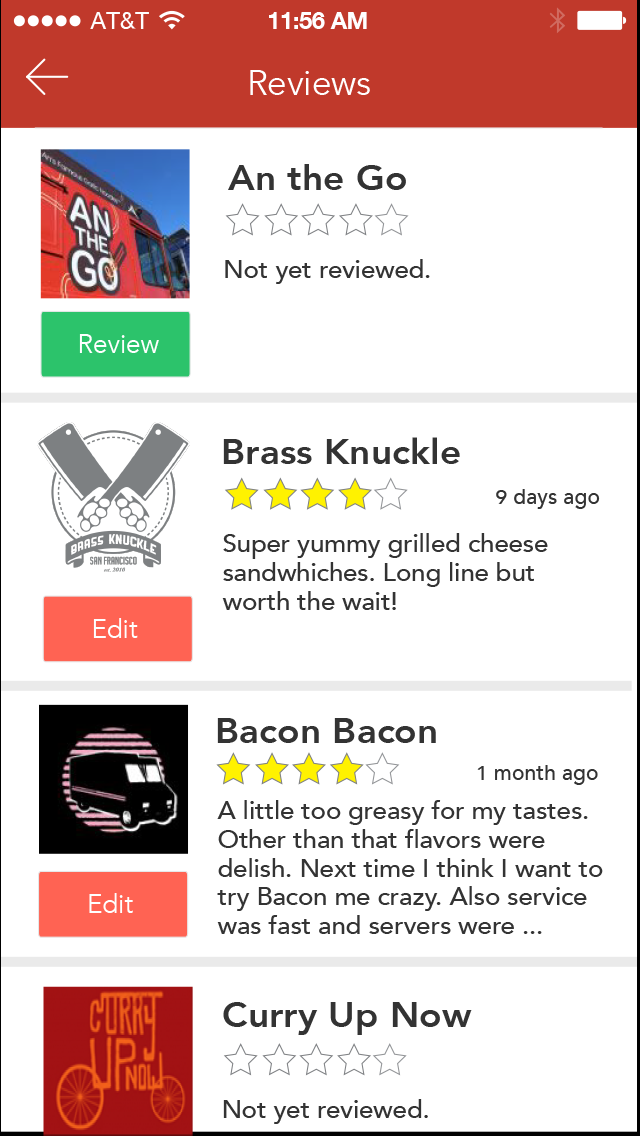 AT&T 11:56 AM
Reviews
An the Go
AN
THE
GO
Not yet reviewed.
Review
Brass Knuckle
9 days ago
Super yummy grilled cheese
sandwhiches. Long line but
worth the wait!
BRASS KNUCKLE
SAN FRANCISCO
est. 2010
Edit
Bacon Bacon
1 month ago
A little too greasy for my tastes.
Other than that flavors were
delish. Next time I think I want to
try Bacon me crazy. Also service
was fast and servers were ...
Edit
Curry Up Now
CURRY
UP
NOW
Not yet reviewed.